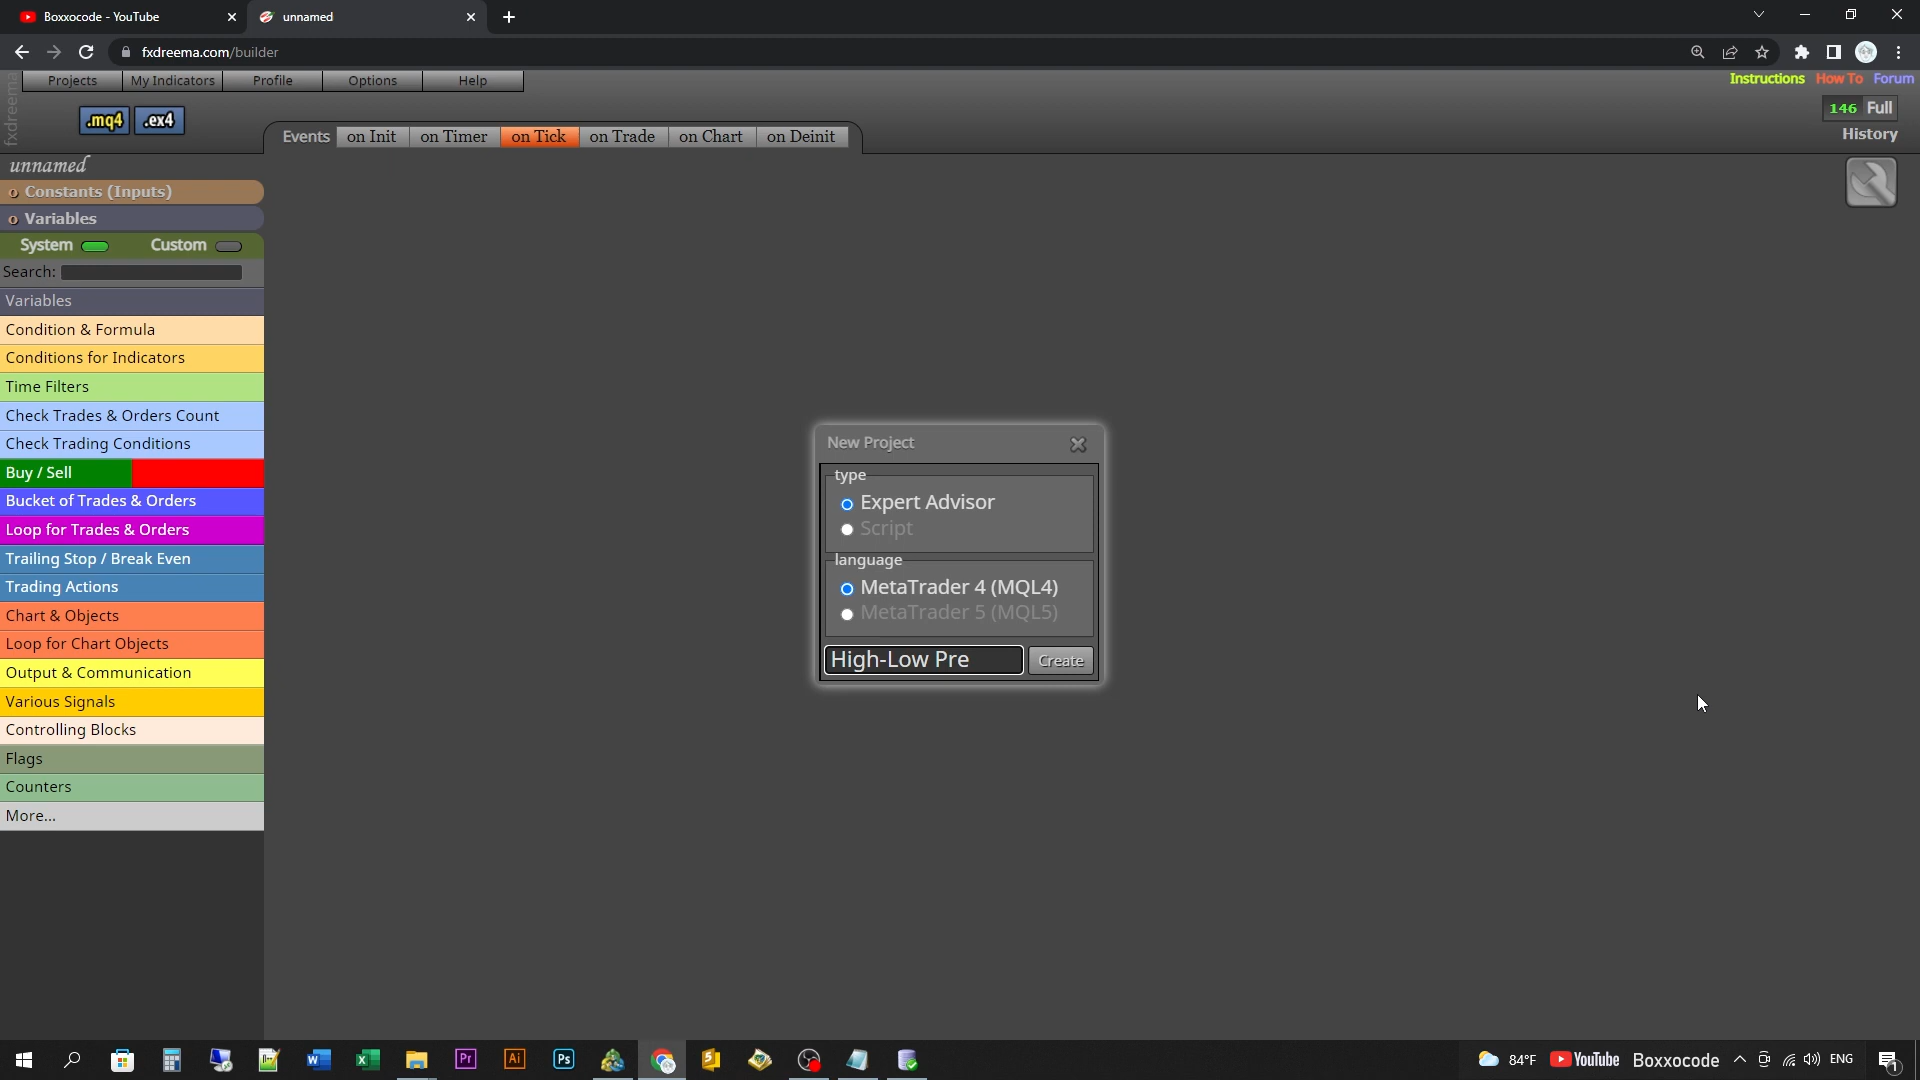 Boxxocode - YouTube
unnamed
fxdreema.com/builder
Projects
My Indicators
Profile
Options
Help
Instructions How To Forum
fxdreema
.mq4
.ex4
146 Full
History
Events
on Init
on Timer
on Tick
on Trade
on Chart
on Deinit
unnamed
Constants (Inputs)
Variables
System
Custom
Search:
Variables
Condition & Formula
Conditions for Indicators
Time Filters
Check Trades & Orders Count
Check Trading Conditions
Buy / Sell
Bucket of Trades & Orders
Loop for Trades & Orders
Trailing Stop / Break Even
Trading Actions
Chart & Objects
Loop for Chart Objects
Output & Communication
Various Signals
Controlling Blocks
Flags
Counters
More...
New Project
type
Expert Advisor
Script
language
MetaTrader 4 (MQL4)
MetaTrader 5 (MQL5)
High-Low Pre
Create
Pr
Ai
Ps
84°F
YouTube
Boxxocode
ENG
1